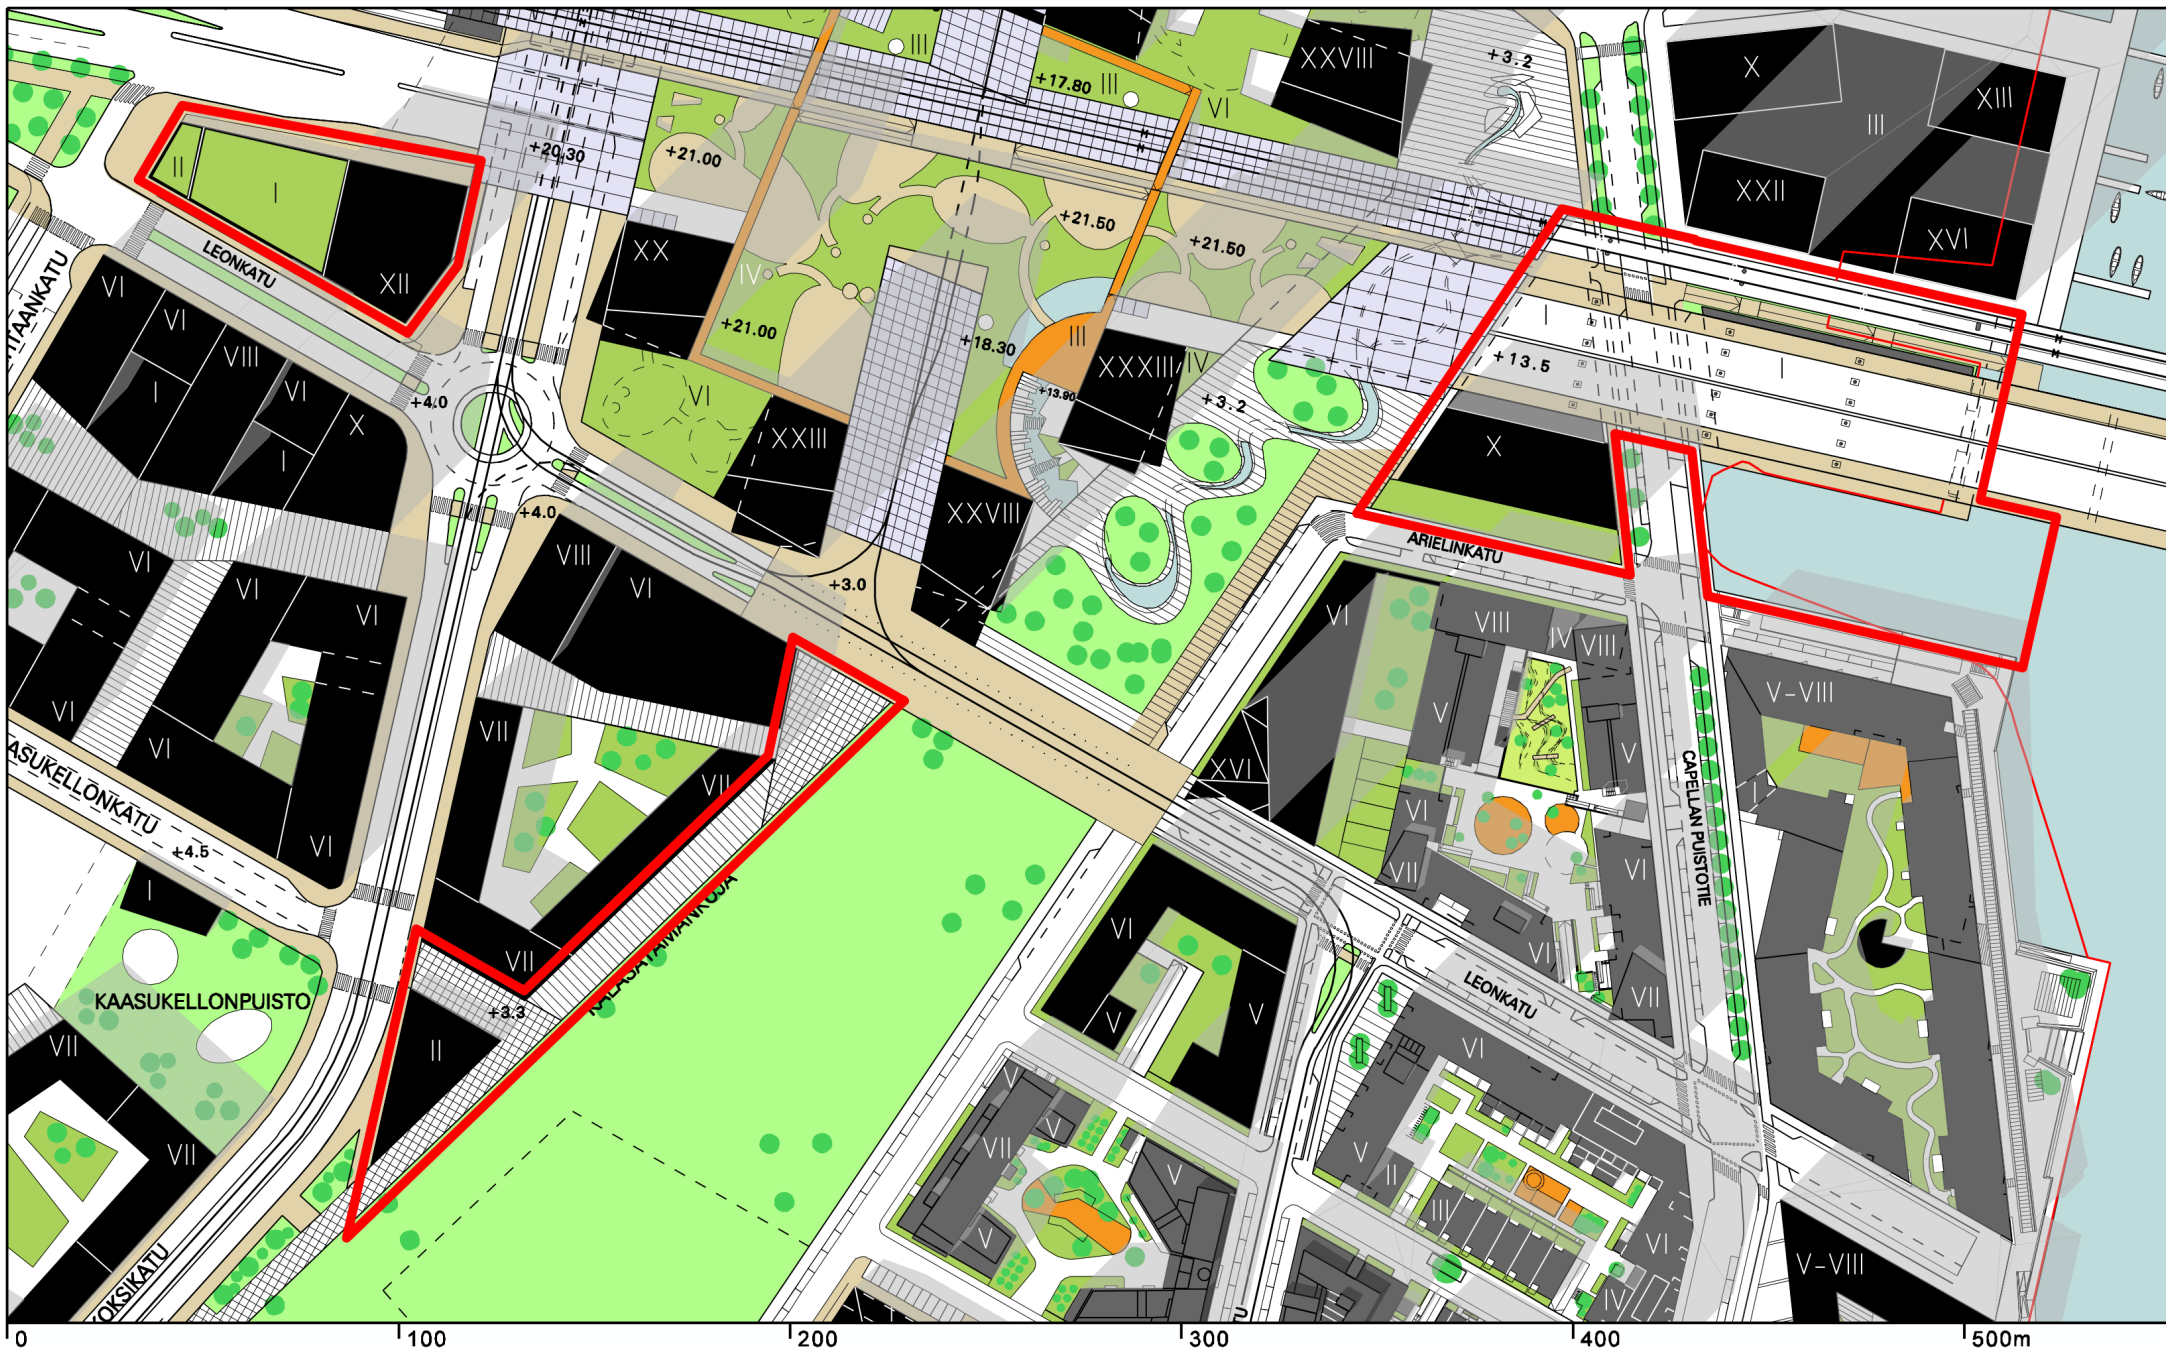 III
+17.80
III
XXVIII
+3.2
X
XIII
III
VI
II
I
+20.30
+21.00
XXII
XVI
LEONKATU
XII
XX
IV
+21.50
+21.50
VI
VI
VIII
I
VI
X
I
+4.0
+21.00
+18.30
III
XXXIII
IV
+13.90
+3.2
I
+13.5
I
X
VI
XXIII
XXVIII
+4.0
ARIELINKATU
VI
VI
VI
VIII
VI
+3.0
VI
VIII
IV
VIII
V
V
V-VIII
VI
VI
VI
ASUKELLONKATU
+4.5
VII
VII
XVI
VI
VII
VI
CAPELLAN PUISTOTIE
I
KAASUKELLONPUISTO
VII
+3.3
II
VII
VI
V
V
VI
VII
LEONKATU
VII
VII
V
V
V
VI
V
II
III
VI
IV
V-VIII
KOKSIKATU
0
100
200
300
400
500m